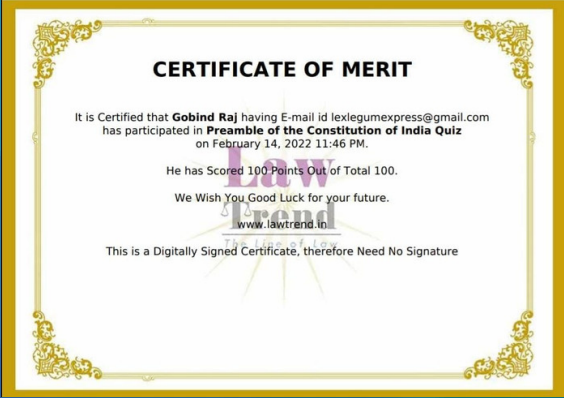 CERTIFICATE OF MERIT
It is Certified that Gobind Raj having E-mail id lexlegumexpress@gmail.com
has participated in Preamble of the Constitution of India Quiz
on February 14, 2022 11:46 PM.
Law
He has Scored 100 Points Out of Total 100.
We Wish You Good Luck for your future.
Trend
www.lawtrend.in
The Line of Law
This is a Digitally Signed Certificate, therefore Need No Signature